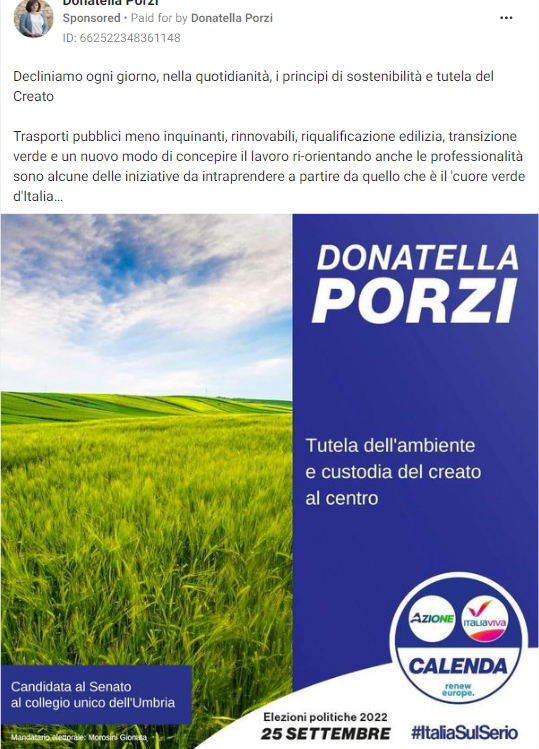 Donatella Porzi
Sponsored • Paid for by Donatella Porzi
ID: 662522348361148
Decliniamo ogni giorno, nella quotidianità, i principi di sostenibilità e tutela del
Creato
Trasporti pubblici meno inquinanti, rinnovabili, riqualificazione edilizia, transizione
verde e un nuovo modo di concepire il lavoro ri-orientando anche le professionalità
sono alcune delle iniziative da intraprendere a partire da quello che è il 'cuore verde
d'Italia...
DONATELLA
PORZI
Tutela dell'ambiente
e custodia del creato
al centro
AZIONE
ITALIAVIVA
CALENDA
renew
europe.
Candidata al Senato
al collegio unico dell'Umbria
Mandatario elettorale: Morosini Gionata
Elezioni politiche 2022
25 SETTEMBRE
#ItaliaSulSerio